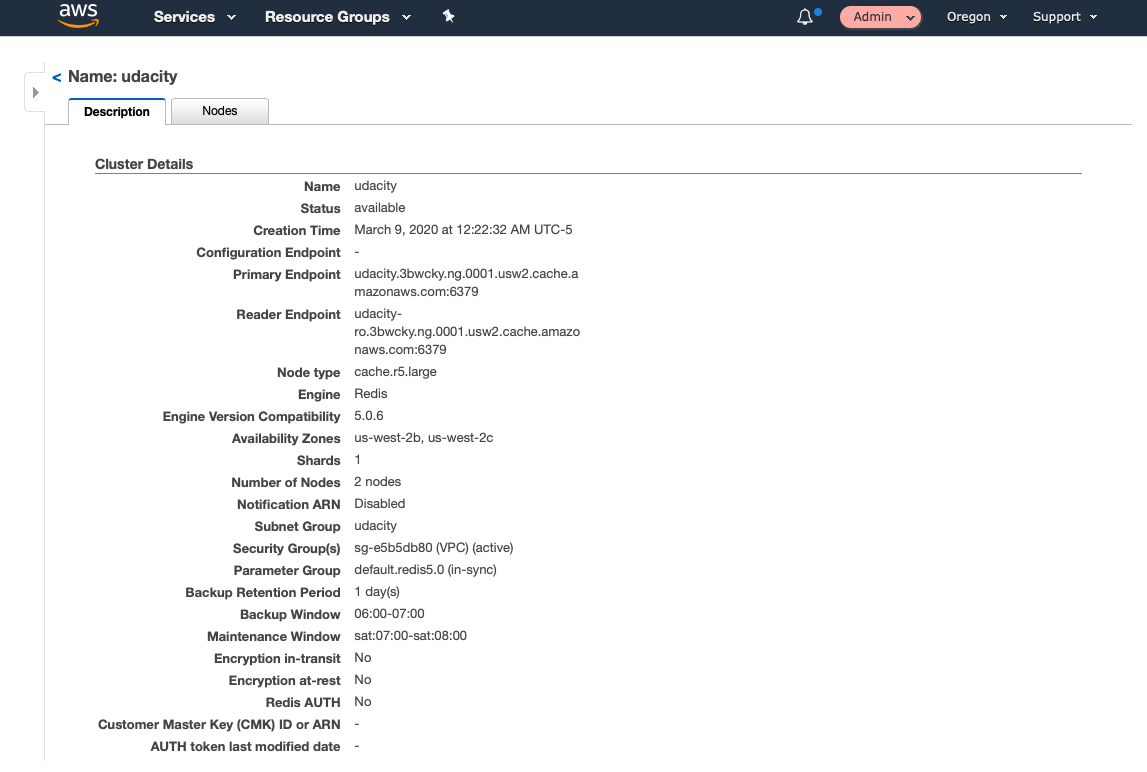 aws Services Resource Groups Admin Oregon Support
< Name: udacity
Description Nodes
Cluster Details
Name udacity
Status available
Creation Time March 9, 2020 at 12:22:32 AM UTC-5
Configuration Endpoint -
Primary Endpoint udacity.3bwcky.ng.0001.usw2.cache.a
mazonaws.com:6379
Reader Endpoint udacity-
ro.3bwcky.ng.0001.usw2.cache.amazo
naws.com:6379
Node type cache.r5.large
Engine Redis
Engine Version Compatibility 5.0.6
Availability Zones us-west-2b, us-west-2c
Shards 1
Number of Nodes 2 nodes
Notification ARN Disabled
Subnet Group udacity
Security Group(s) sg-e5b5db80 (VPC) (active)
Parameter Group default.redis5.0 (in-sync)
Backup Retention Period 1 day(s)
Backup Window 06:00-07:00
Maintenance Window sat:07:00-sat:08:00
Encryption in-transit No
Encryption at-rest No
Redis AUTH No
Customer Master Key (CMK) ID or ARN -
AUTH token last modified date -